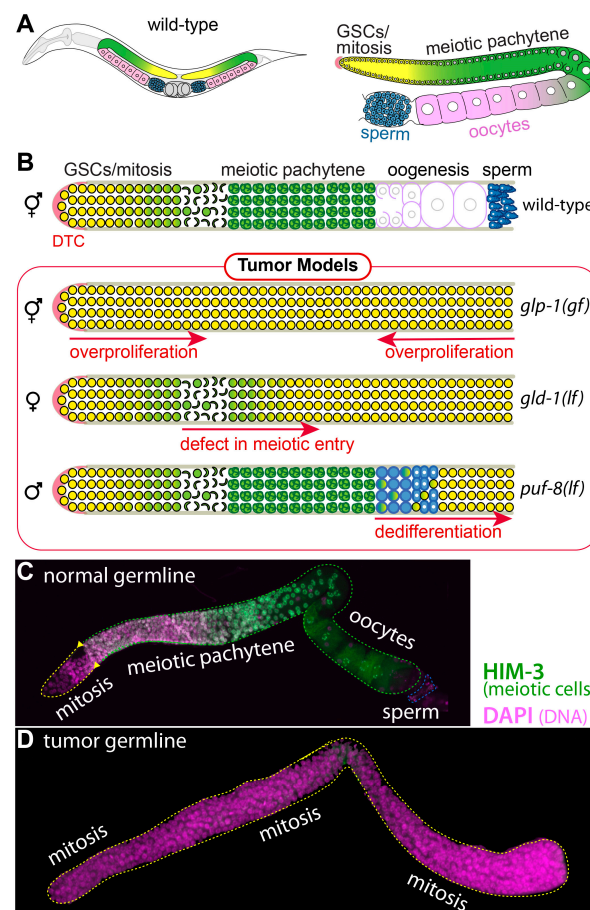 A
wild-type
GSCs/
mitosis
meiotic pachytene
sperm
oocytes
B
GSCs/mitosis
meiotic pachytene
oogenesis
sperm
⚥
DTC
wild-type
Tumor Models
⚥
glp-1(gf)
overproliferation
overproliferation
♀
gld-1(lf)
defect in meiotic entry
♂
puf-8(lf)
dedifferentiation
C normal germline
mitosis
meiotic pachytene
oocytes
sperm
HIM-3
(meiotic cells)
DAPI (DNA)
D tumor germline
mitosis
mitosis
mitosis